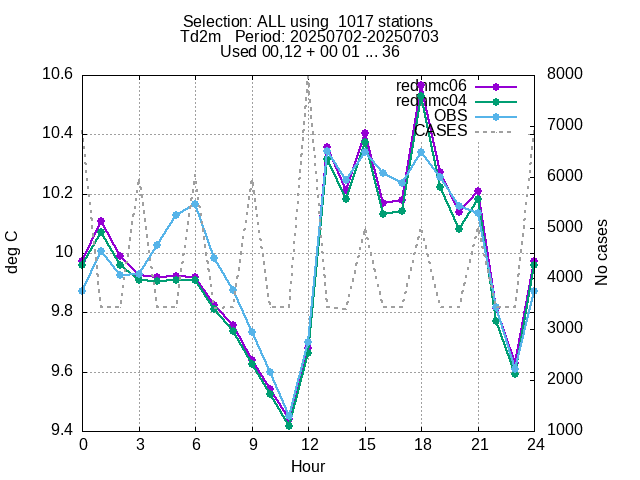 Selection: ALL using  1017 stations
Td2m   Period: 20250702-20250703
Used 00,12 + 00 01 ... 36
10.6
10.4
10.2
10
9.8
9.6
9.4
8000
7000
6000
5000
4000
3000
2000
1000
rednmc06
rednmc04
OBS
CASES
deg C
No cases
0 3 6 9 12 15 18 21 24
Hour